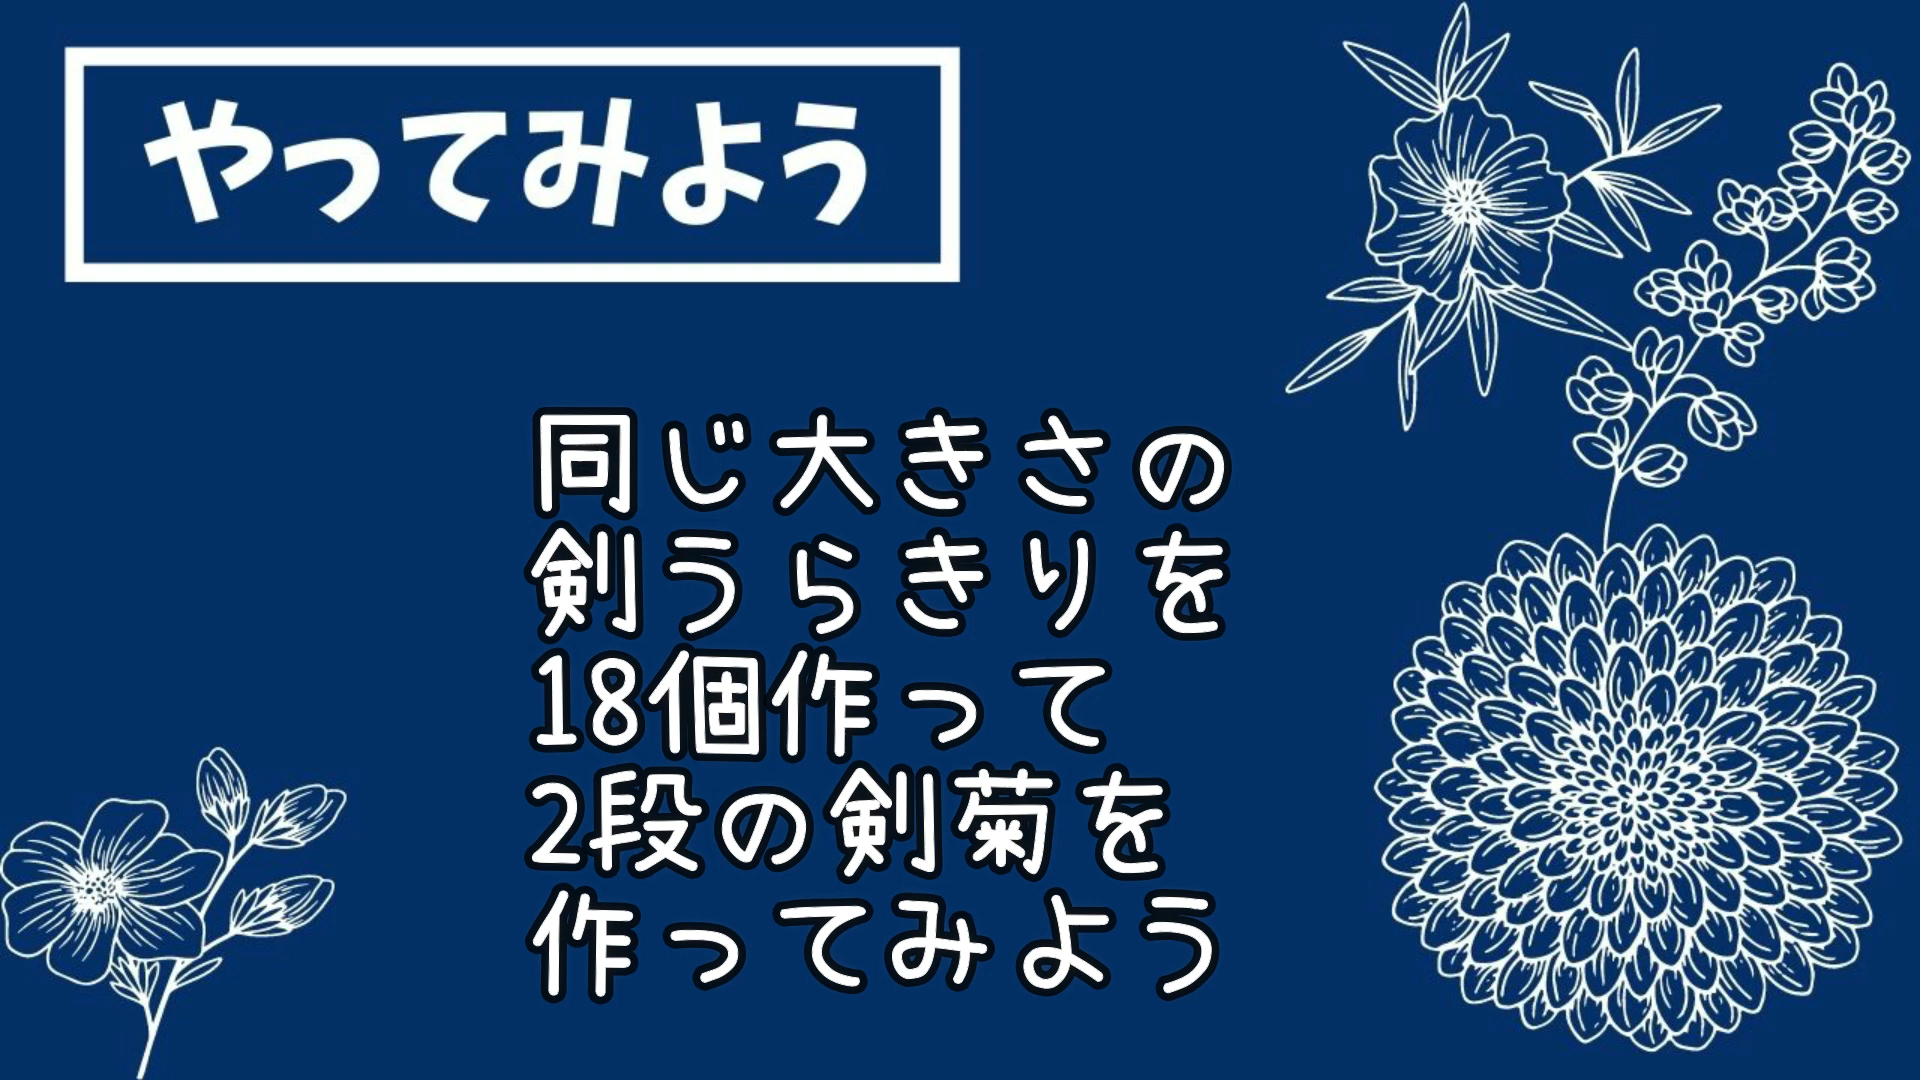 やってみよう
同じ大きさの
剣うらきりを
18個作って
2段の剣菊を
作ってみよう